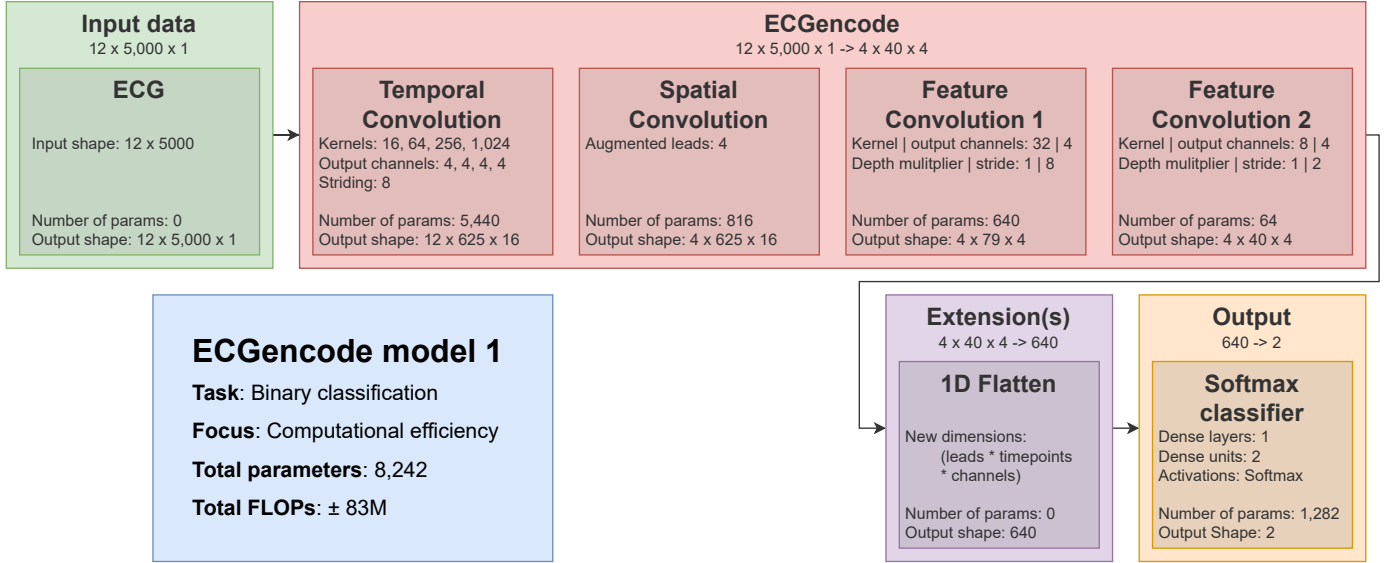 Input data
12 x 5,000 x 1
ECG
Input shape: 12 x 5000
Number of params: 0
Output shape: 12 x 5,000 x 1
ECGencode
12 x 5,000 x 1 -> 4 x 40 x 4
Temporal
Convolution
Kernels: 16, 64, 256, 1,024
Output channels: 4, 4, 4, 4
Striding: 8
Number of params: 5,440
Output shape: 12 x 625 x 16
Spatial
Convolution
Augmented leads: 4
Number of params: 816
Output shape: 4 x 625 x 16
Feature
Convolution 1
Kernel | output channels: 32 | 4
Depth mulitplier | stride: 1 | 8
Number of params: 640
Output shape: 4 x 79 x 4
Feature
Convolution 2
Kernel | output channels: 8 | 4
Depth mulitplier | stride: 1 | 2
Number of params: 64
Output shape: 4 x 40 x 4
ECGencode model 1
Task: Binary classification
Focus: Computational efficiency
Total parameters: 8,242
Total FLOPs: ± 83M
Extension(s)
4 x 40 x 4 -> 640
1D Flatten
New dimensions:
(leads * timepoints
* channels)
Number of params: 0
Output shape: 640
Output
640 -> 2
Softmax
classifier
Dense layers: 1
Dense units: 2
Activations: Softmax
Number of params: 1,282
Output Shape: 2